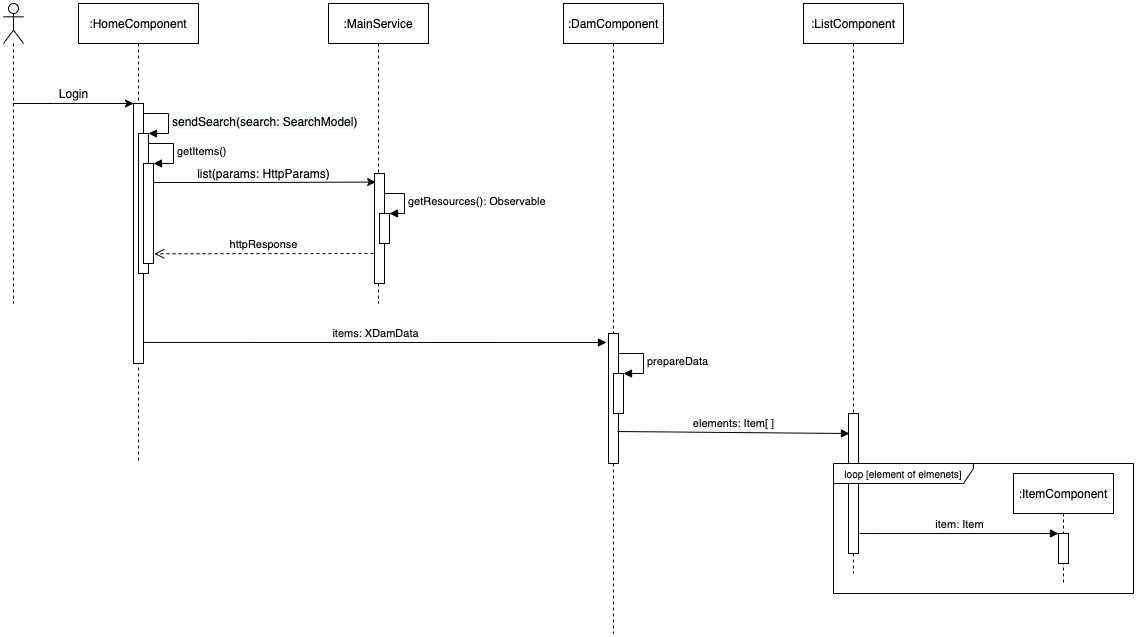 :HomeComponent
:MainService
:DamComponent
:ListComponent
Login
sendSearch(search: SearchModel)
getItems()
list(params: HttpParams)
getResources(): Observable
httpResponse
items: XDamData
prepareData
elements: Item[ ]
loop [element of elmenets]
:ItemComponent
item: Item